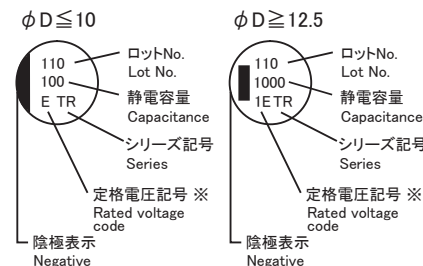 φD≦10
110
100
E TR
ロットNo.
Lot No.
静電容量
Capacitance
シリーズ記号
Series
定格電圧記号 ※
Rated voltage
code
陰極表示
Negative
φD≧12.5
110
1000
1E TR
ロットNo.
Lot No.
静電容量
Capacitance
シリーズ記号
Series
定格電圧記号 ※
Rated voltage
code
陰極表示
Negative